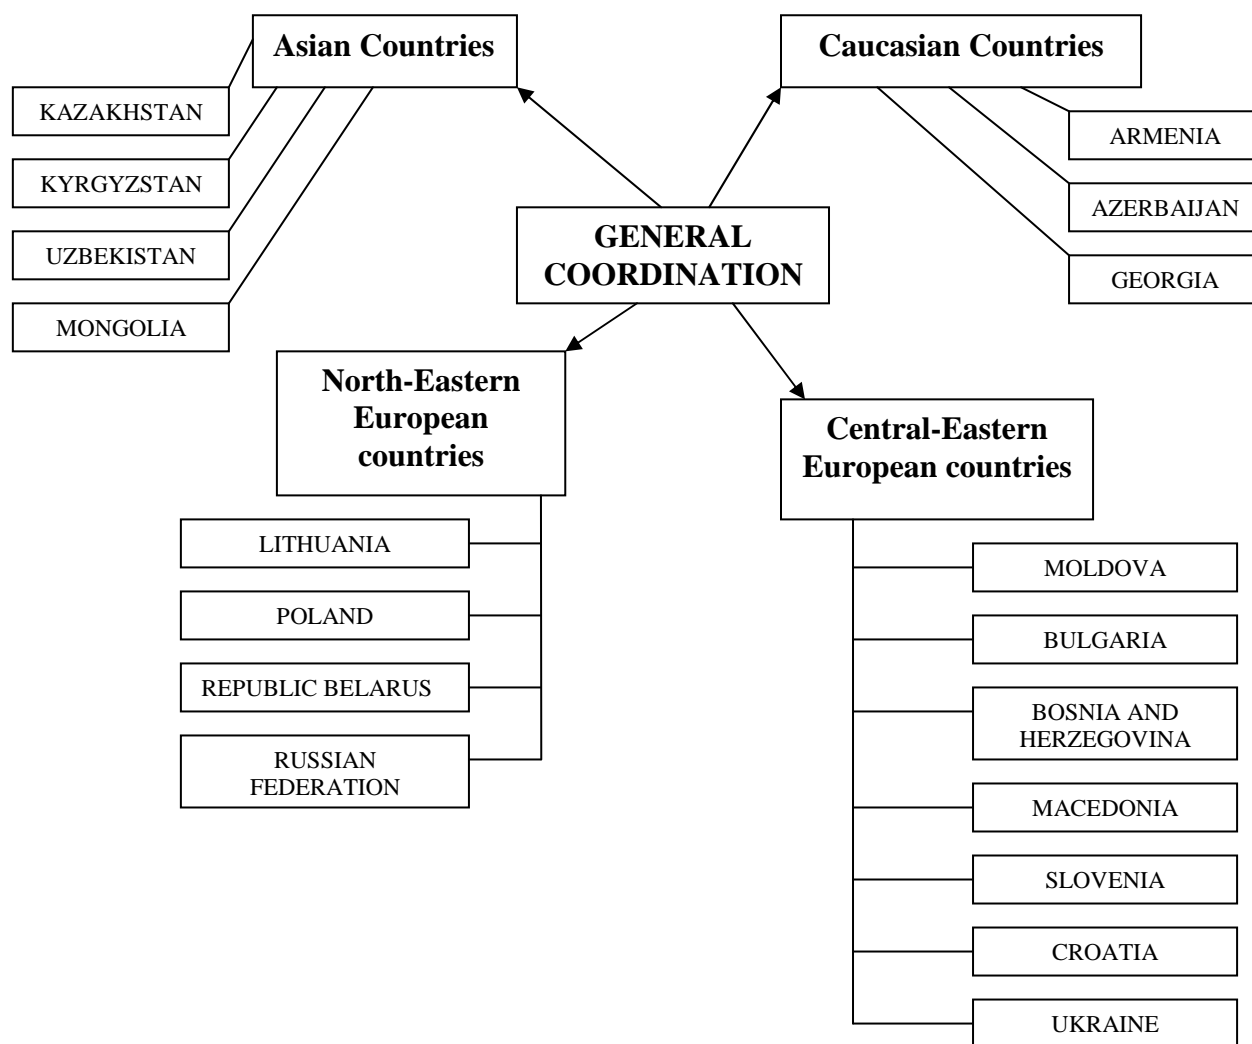 Asian Countries
Caucasian Countries
KAZAKHSTAN
KYRGYZSTAN
UZBEKISTAN
MONGOLIA
ARMENIA
AZERBAIJAN
GEORGIA
GENERAL
COORDINATION
North-Eastern
European
countries
Central-Eastern
European countries
LITHUANIA
POLAND
REPUBLIC BELARUS
RUSSIAN
FEDERATION
MOLDOVA
BULGARIA
BOSNIA AND
HERZEGOVINA
MACEDONIA
SLOVENIA
CROATIA
UKRAINE